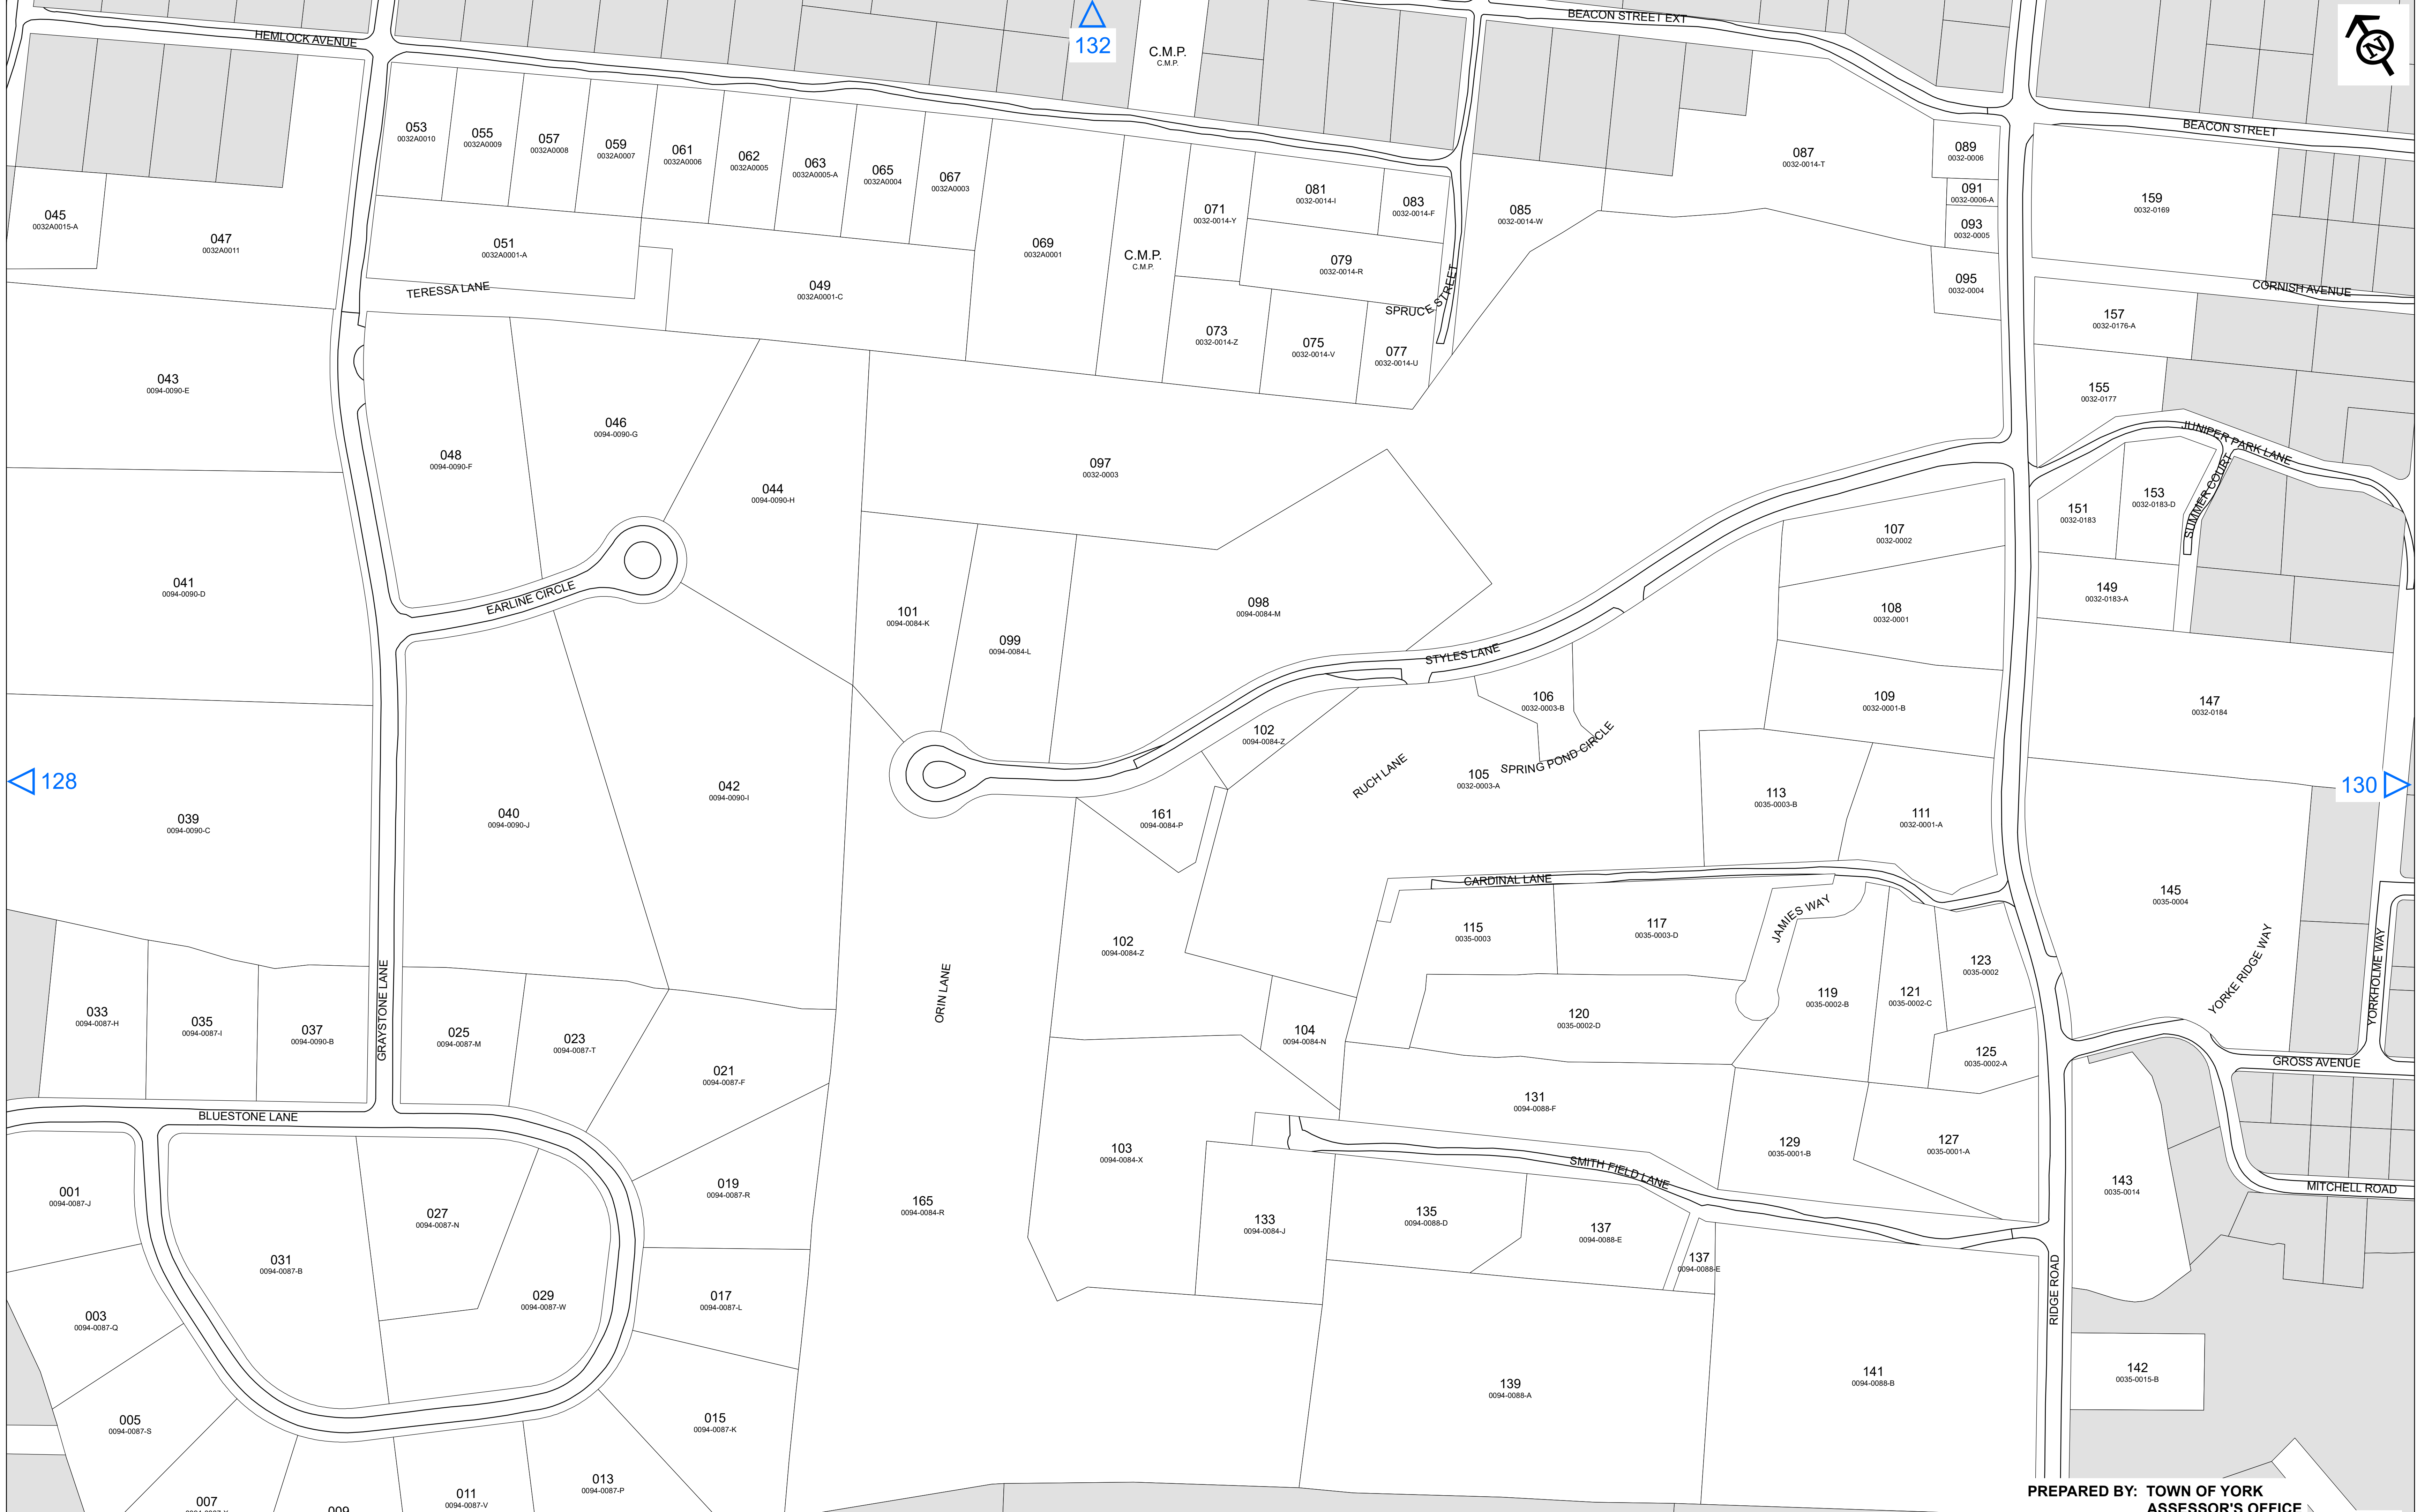 HEMLOCK AVENUE
132
C.M.P.
C.M.P.
BEACON STREET EXT
N
BEACON STREET
053
0032A0010
055
0032A0009
057
0032A0008
059
0032A0007
061
0032A0006
062
0032A0005
063
0032A0005-A
065
0032A0004
067
0032A0003
045
0032A0015-A
047
0032A0011
051
0032A0001-A
TERESSA LANE
049
0032A0001-C
069
0032A0001
C.M.P.
C.M.P.
071
0032-0014-Y
081
0032-0014-I
083
0032-0014-F
079
0032-0014-R
073
0032-0014-Z
075
0032-0014-V
077
0032-0014-U
SPRUCE STREET
085
0032-0014-W
087
0032-0014-T
089
0032-0006
091
0032-0006-A
093
0032-0005
095
0032-0004
159
0032-0169
CORNISH AVENUE
157
0032-0176-A
155
0032-0177
JUNIPER PARK LANE
SUMMER COURT
151
0032-0183
153
0032-0183-D
149
0032-0183-A
147
0032-0184
043
0094-0090-E
048
0094-0090-F
046
0094-0090-G
044
0094-0090-H
097
0032-0003
041
0094-0090-D
EARLINE CIRCLE
101
0094-0084-K
099
0094-0084-L
098
0094-0084-M
STYLES LANE
107
0032-0002
108
0032-0001
109
0032-0001-B
106
0032-0003-B
102
0094-0084-Z
SPRING POND CIRCLE
RUCH LANE
105
0032-0003-A
128
130
039
0094-0090-C
040
0094-0090-J
042
0094-0090-I
161
0094-0084-P
113
0035-0003-B
111
0032-0001-A
CARDINAL LANE
JAMIES WAY
145
0035-0004
YORKE RIDGE WAY
YORKHOLME WAY
GROSS AVENUE
115
0035-0003
117
0035-0003-D
102
0094-0084-Z
ORIN LANE
123
0035-0002
119
0035-0002-B
121
0035-0002-C
120
0035-0002-D
125
0035-0002-A
104
0094-0084-N
033
0094-0087-H
035
0094-0087-I
037
0094-0090-B
GRAYSTONE LANE
025
0094-0087-M
023
0094-0087-T
021
0094-0087-F
BLUESTONE LANE
131
0094-0088-F
129
0035-0001-B
127
0035-0001-A
103
0094-0084-X
SMITH FIELD LANE
143
0035-0014
MITCHELL ROAD
001
0094-0087-J
027
0094-0087-N
019
0094-0087-R
165
0094-0084-R
133
0094-0084-J
135
0094-0088-D
137
0094-0088-E
137
0094-0088-E
RIDGE ROAD
031
0094-0087-B
029
0094-0087-W
017
0094-0087-L
003
0094-0087-Q
139
0094-0088-A
141
0094-0088-B
142
0035-0015-B
005
0094-0087-S
015
0094-0087-K
013
0094-0087-P
011
0094-0087-V
007
009
PREPARED BY: TOWN OF YORK
ASSESSOR'S OFFICE